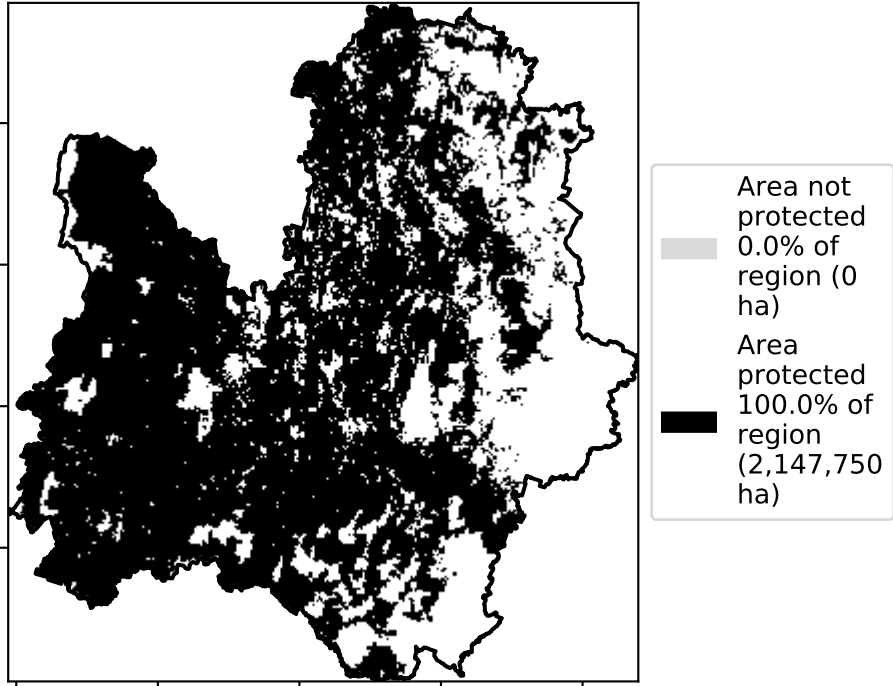 Area not
protected
0.0% of
region (0
ha)
Area
protected
100.0% of
region
(2,147,750
ha)